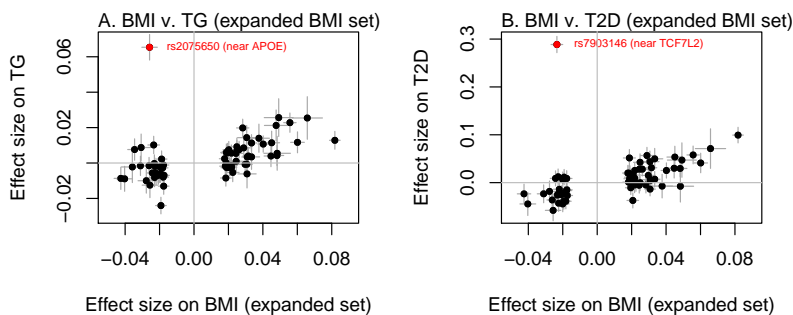 A. BMI v. TG (expanded BMI set)
Effect size on TG
0.06
0.02
−0.02
rs2075650 (near APOE)
−0.04
0.00
0.04
0.08
Effect size on BMI (expanded set)
B. BMI v. T2D (expanded BMI set)
Effect size on T2D
0.3
0.2
0.1
0.0
rs7903146 (near TCF7L2)
−0.04
0.00
0.04
0.08
Effect size on BMI (expanded set)